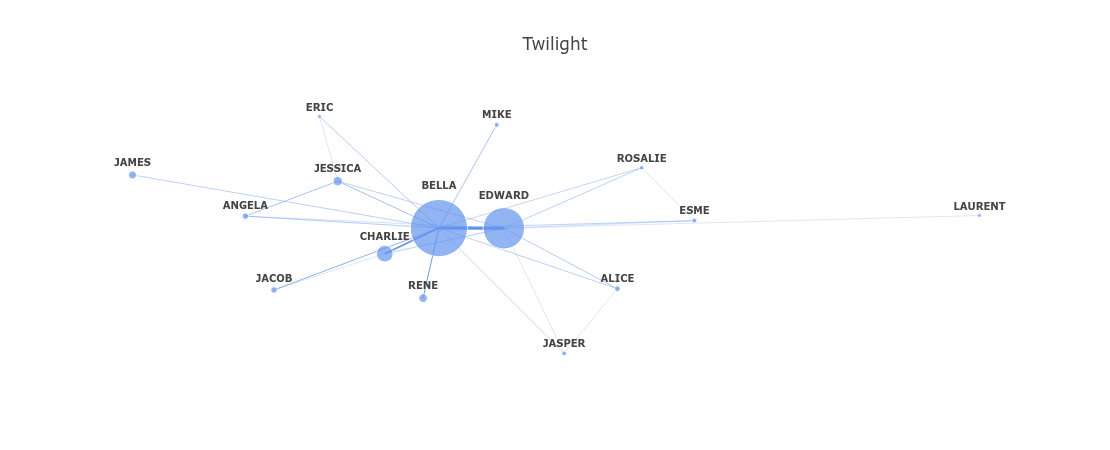 Twilight
ERIC
MIKE
JAMES
JESSICA
ROSALIE
BELLA
EDWARD
ANGELA
ESME
LAURENT
CHARLIE
JACOB
RENE
ALICE
JASPER